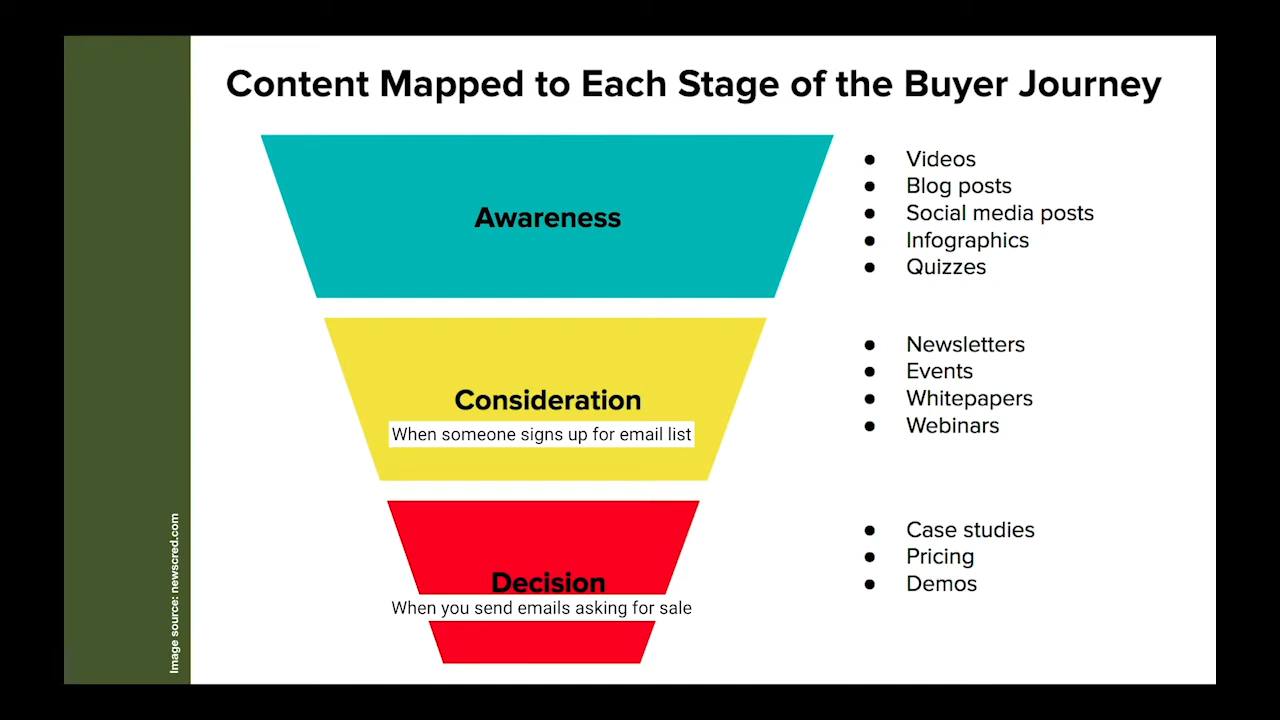 Content Mapped to Each Stage of the Buyer Journey
Awareness
● Videos
● Blog posts
● Social media posts
● Infographics
● Quizzes
Consideration
When someone signs up for email list
● Newsletters
● Events
● Whitepapers
● Webinars
Decision
When you send emails asking for sale
● Case studies
● Pricing
● Demos
Image source: newscred.com